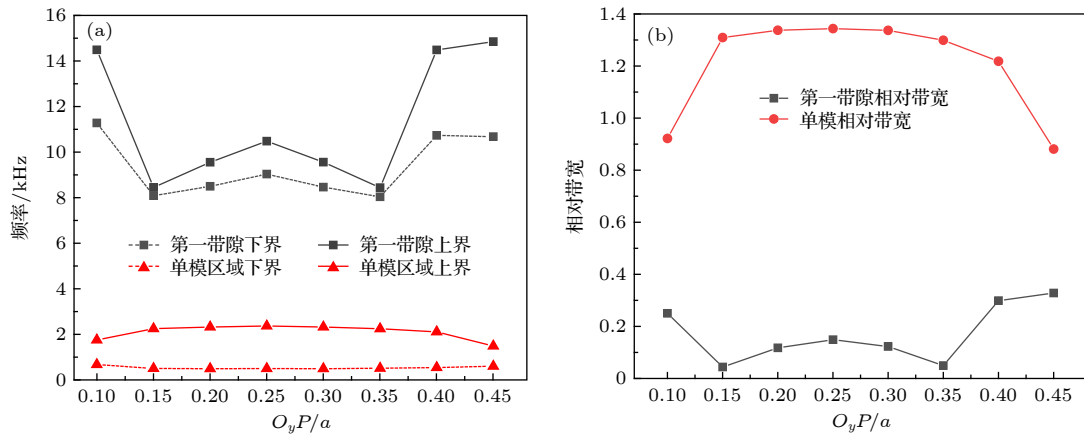 (a)
16
14
12
10
8
6
4
2
0
频率/kHz
第一带隙下界
第一带隙上界
单模区域下界
单模区域上界
0.10 0.15 0.20 0.25 0.30 0.35 0.40 0.45
OyP/a
(b)
1.4
1.2
1.0
0.8
0.6
0.4
0.2
0
相对带宽
第一带隙相对带宽
单模相对带宽
0.10 0.15 0.20 0.25 0.30 0.35 0.40 0.45
OyP/a